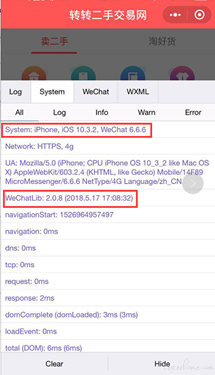 转转二手交易网
卖二手
淘好货
Log System WeChat WXML
All Log Info Warn Error
System: iPhone, iOS 10.3.2, WeChat 6.6.6
Network: HTTPS, 4g
UA: Mozilla/5.0 (iPhone; CPU iPhone OS 10_3_2 like Mac OS
X) AppleWebKit/603.2.4 (KHTML, like Gecko) Mobile/14F89
MicroMessenger/6.6.6 NetType/4G Language/zh_CN
WeChatLib: 2.0.8 (2018.5.17 17:08:32)
navigationStart: 1526964957497
navigation: 0ms
dns: 0ms
tcp: 0ms
request: 0ms
response: 2ms
domComplete (domLoaded): 3ms (3ms)
loadEvent: 0ms
total (DOM): 6ms (6ms)
Clear Hide